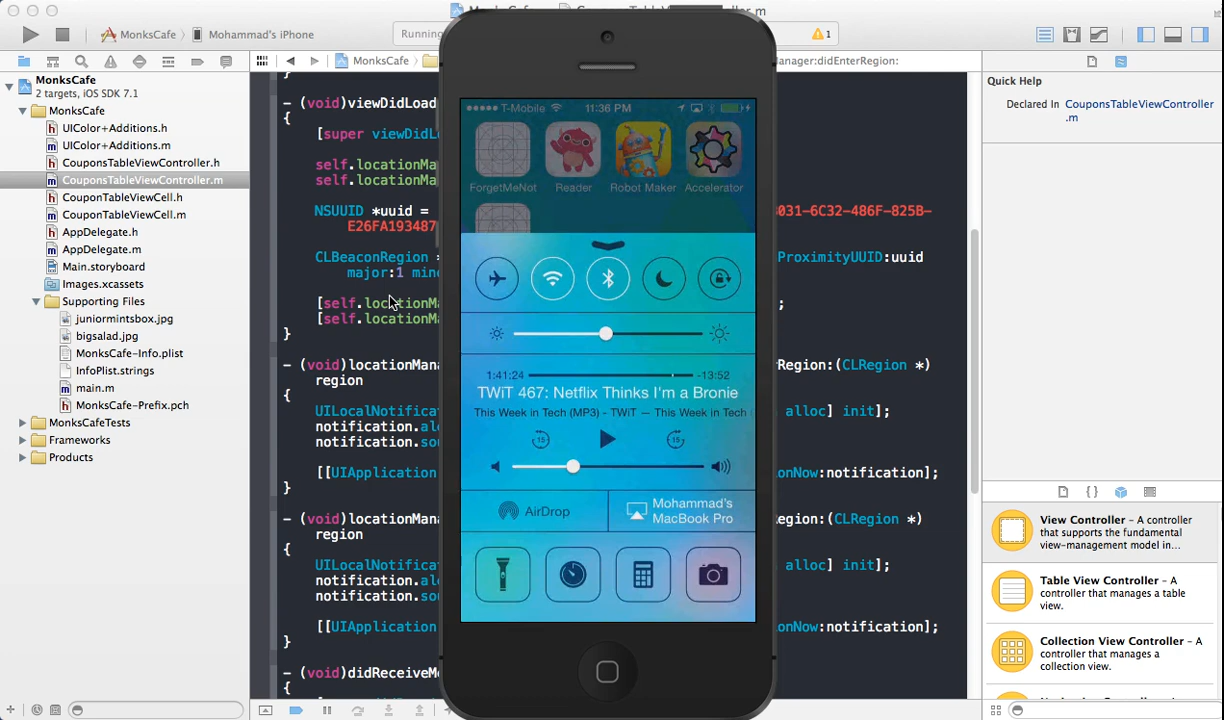 MonksCafe
Mohammad's iPhone
Running
1
MonksCafe
Manager:didEnterRegion:
MonksCafe
2 targets, iOS SDK 7.1
MonksCafe
UIColor+Additions.h
UIColor+Additions.m
CouponsTableViewController.h
CouponsTableViewController.m
CouponTableViewCell.h
CouponTableViewCell.m
AppDelegate.h
AppDelegate.m
Main.storyboard
Images.xcassets
Supporting Files
juniormintsbox.jpg
bigsalad.jpg
MonksCafe-Info.plist
InfoPlist.strings
main.m
MonksCafe-Prefix.pch
MonksCafeTests
Frameworks
Products
}
- (void)viewDidLoad
{
[super viewDidL
self.locationMa
self.locationMa
NSUUID *uuid = 031-6C32-486F-825B-
E26FA193487
CLBeaconRegion * ProximityUUID:uuid
major:1 mino
[self.locationMa ;
[self.locationMa
}
- (void)locationMana rRegion:(CLRegion *)
region
{
UILocalNotifica alloc] init];
notification.al
notification.so
[[UIApplication onNow:notification];
}
- (void)locationMana egion:(CLRegion *)
region
{
UILocalNotifica alloc] init];
notification.al
notification.so
[[UIApplication onNow:notification];
}
- (void)didReceiveMe
{
T-Mobile 11:36 PM
ForgetMeNot Reader Robot Maker Accelerator
1:41:24 -13:52
TWiT 467: Netflix Thinks I'm a Bronie
This Week in Tech (MP3) - TWiT — This Week in Tech (
15 15
AirDrop
Mohammad's
MacBook Pro
Quick Help
Declared In CouponsTableViewController
.m
View Controller - A controller
that supports the fundamental
view-management model in...
Table View Controller - A
controller that manages a table
view.
Collection View Controller - A
controller that manages a
collection view.